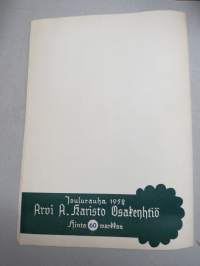 Joulurauha 1958
Arvi A. Karisto Osakeyhtiö
Hinta 60 markkaa